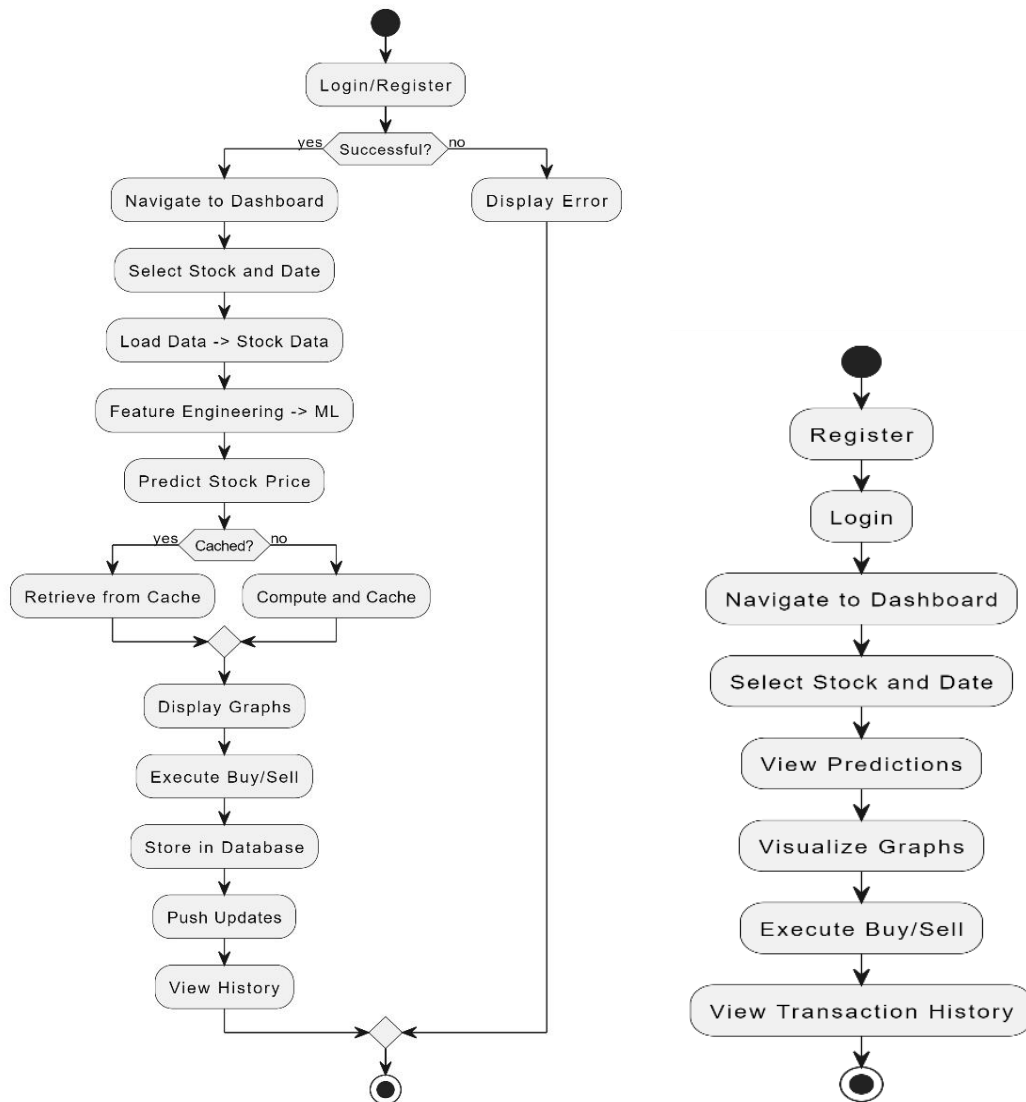 Login/Register
yes
Successful?
no
Navigate to Dashboard
Display Error
Select Stock and Date
Load Data -> Stock Data
Feature Engineering -> ML
Predict Stock Price
yes
Cached?
no
Retrieve from Cache
Compute and Cache
Display Graphs
Execute Buy/Sell
Store in Database
Push Updates
View History
Register
Login
Navigate to Dashboard
Select Stock and Date
View Predictions
Visualize Graphs
Execute Buy/Sell
View Transaction History